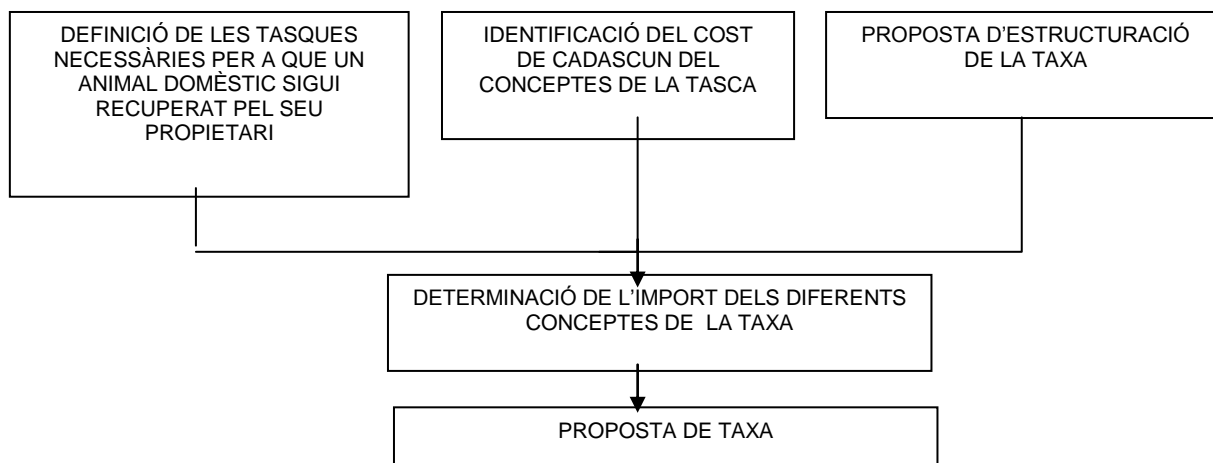 DEFINICIÓ DE LES TASQUES
NECESSÀRIES PER A QUE UN
ANIMAL DOMÈSTIC SIGUI
RECUPERAT PEL SEU
PROPIETARI
IDENTIFICACIÓ DEL COST
DE CADASCUN DEL
CONCEPTES DE LA TASCA
PROPOSTA D’ESTRUCTURACIÓ
DE LA TAXA
DETERMINACIÓ DE L’IMPORT DELS DIFERENTS
CONCEPTES DE LA TAXA
PROPOSTA DE TAXA